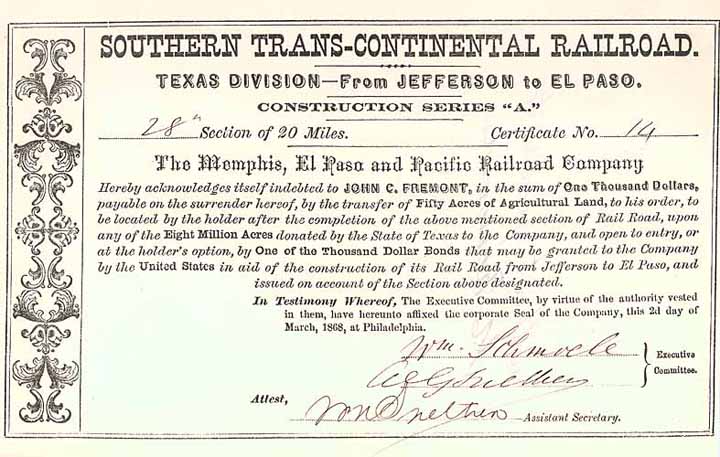 SOUTHERN TRANS-CONTINENTAL RAILROAD.
TEXAS DIVISION—From JEFFERSON to EL PASO.
CONSTRUCTION SERIES "A."
28th Section of 20 Miles. Certificate No. 14
The Memphis, El Paso and Pacific Railroad Company
Hereby acknowledges itself indebted to JOHN C. FREMONT, in the sum of One Thousand Dollars,
payable on the surrender hereof, by the transfer of Fifty Acres of Agricultural Land, to his order, to
be located by the holder after the completion of the above mentioned section of Rail Road, upon
any of the Eight Million Acres donated by the State of Texas to the Company, and open to entry, or
at the holder's option, by One of the Thousand Dollar Bonds that may be granted to the Company
by the United States in aid of the construction of its Rail Road from Jefferson to El Paso, and
issued on account of the Section above designated.
In Testimony Whereof, The Executive Committee, by virtue of the authority vested
in them, have hereunto affixed the corporate Seal of the Company, this 2d day of
March, 1868, at Philadelphia.
Wm. Schmoele
Executive
Committee.
Attest,
Assistant Secretary.